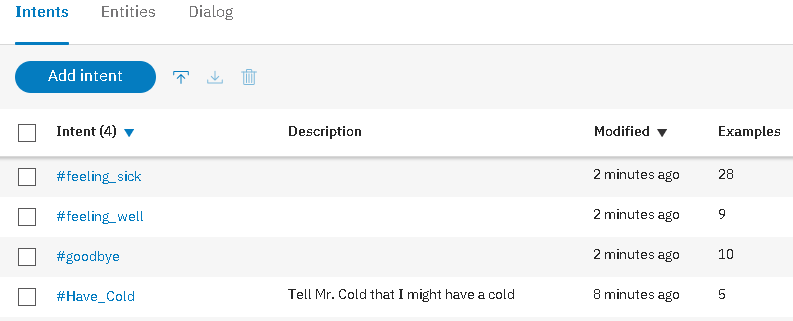 Intents Entities Dialog
Add intent
Intent (4) Description Modified Examples
#feeling_sick 2 minutes ago 28
#feeling_well 2 minutes ago 9
#goodbye 2 minutes ago 10
#Have_Cold Tell Mr. Cold that I might have a cold 8 minutes ago 5